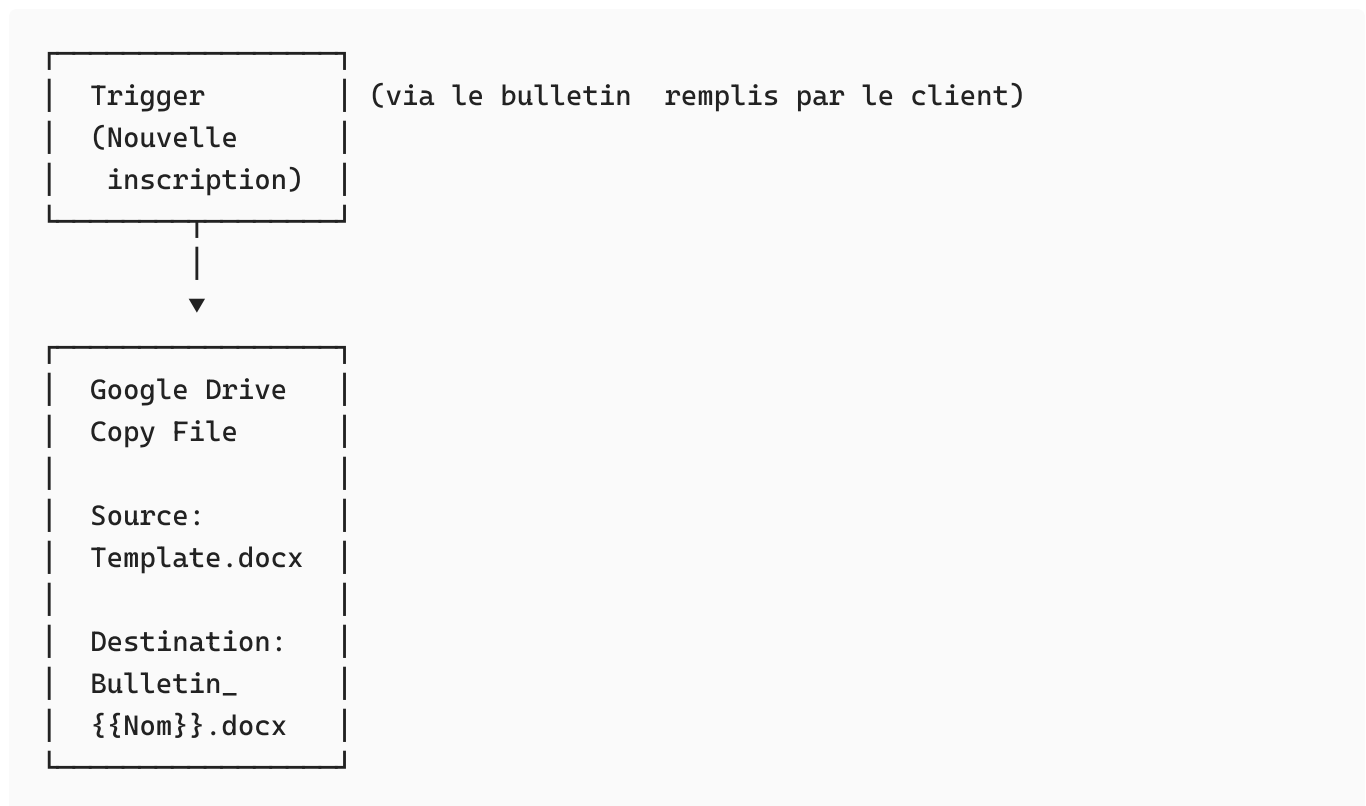 Trigger (via le bulletin  remplis par le client)
(Nouvelle
inscription)
Google Drive
Copy File
Source:
Template.docx
Destination:
Bulletin_
{{Nom}}.docx